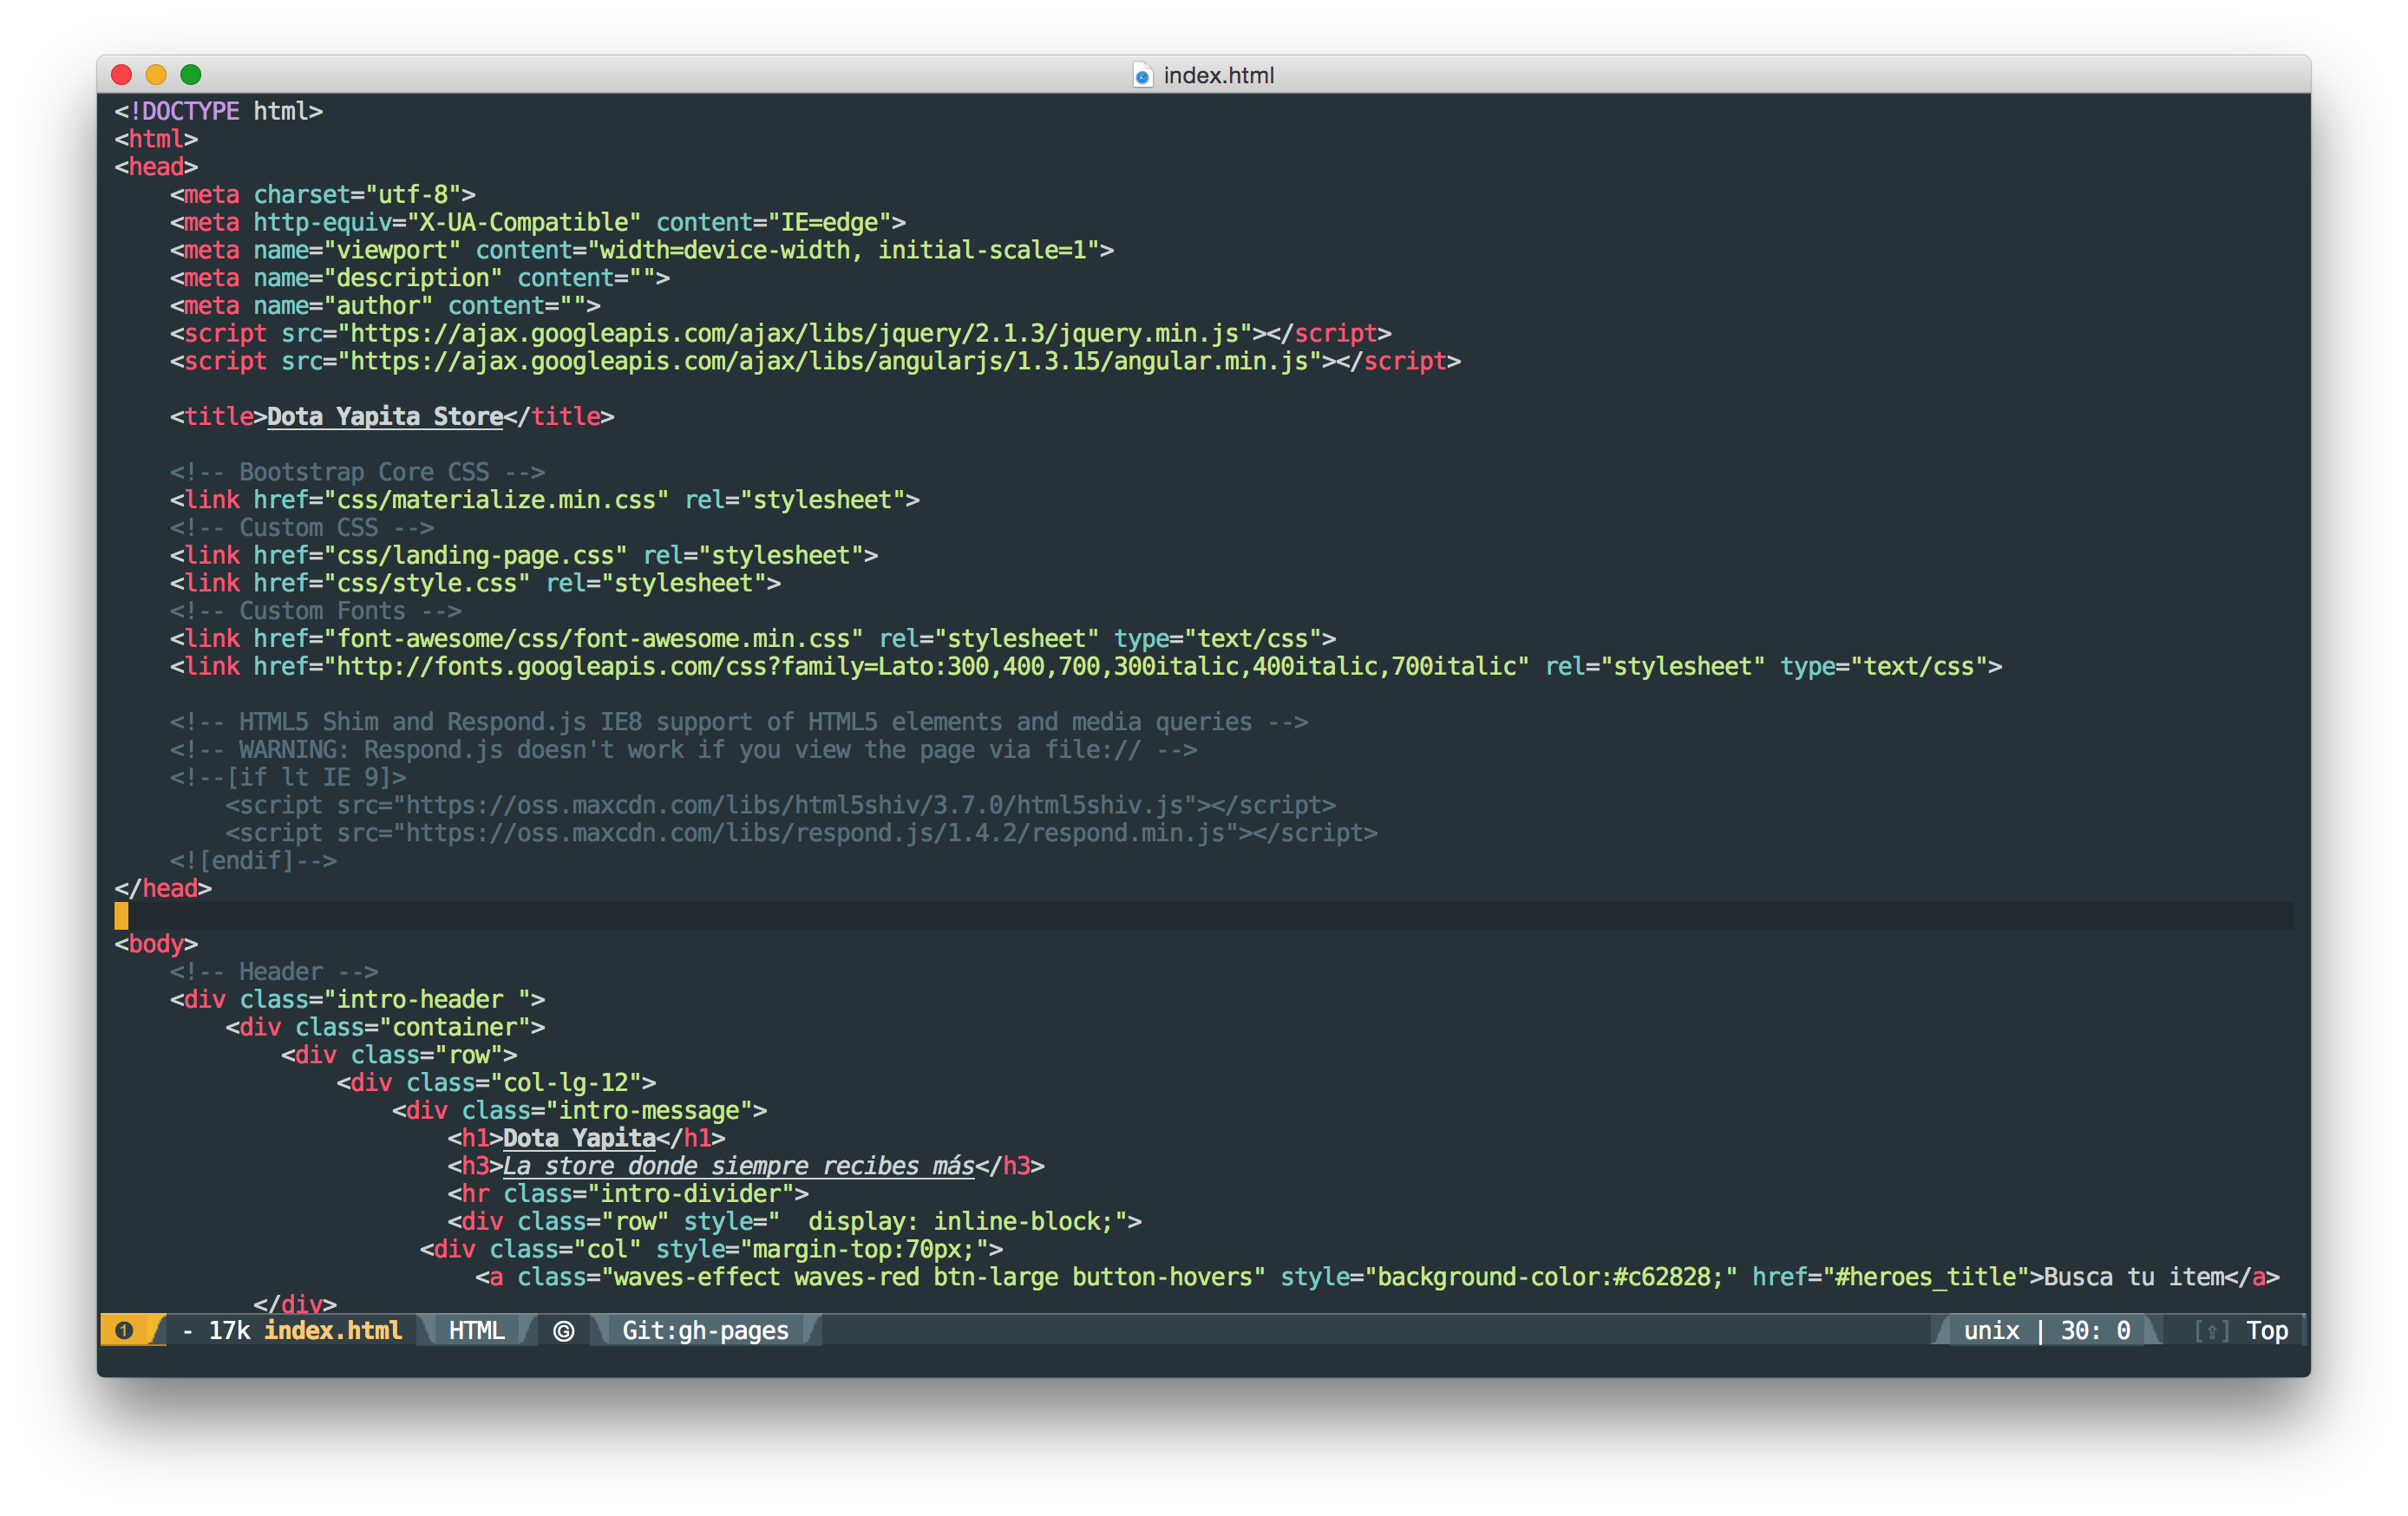 index.html
<!DOCTYPE html>
<html>
<head>
    <meta charset="utf-8">
    <meta http-equiv="X-UA-Compatible" content="IE=edge">
    <meta name="viewport" content="width=device-width, initial-scale=1">
    <meta name="description" content="">
    <meta name="author" content="">
    <script src="https://ajax.googleapis.com/ajax/libs/jquery/2.1.3/jquery.min.js"></script>
    <script src="https://ajax.googleapis.com/ajax/libs/angularjs/1.3.15/angular.min.js"></script>

    <title>Dota Yapita Store</title>

    <!-- Bootstrap Core CSS -->
    <link href="css/materialize.min.css" rel="stylesheet">
    <!-- Custom CSS -->
    <link href="css/landing-page.css" rel="stylesheet">
    <link href="css/style.css" rel="stylesheet">
    <!-- Custom Fonts -->
    <link href="font-awesome/css/font-awesome.min.css" rel="stylesheet" type="text/css">
    <link href="http://fonts.googleapis.com/css?family=Lato:300,400,700,300italic,400italic,700italic" rel="stylesheet" type="text/css">

    <!-- HTML5 Shim and Respond.js IE8 support of HTML5 elements and media queries -->
    <!-- WARNING: Respond.js doesn't work if you view the page via file:// -->
    <!--[if lt IE 9]>
        <script src="https://oss.maxcdn.com/libs/html5shiv/3.7.0/html5shiv.js"></script>
        <script src="https://oss.maxcdn.com/libs/respond.js/1.4.2/respond.min.js"></script>
    <![endif]-->
</head>

<body>
    <!-- Header -->
    <div class="intro-header ">
        <div class="container">
            <div class="row">
                <div class="col-lg-12">
                    <div class="intro-message">
                        <h1>Dota Yapita</h1>
                        <h3>La store donde siempre recibes más</h3>
                        <hr class="intro-divider">
                        <div class="row" style="  display: inline-block;">
                      <div class="col" style="margin-top:70px;">
                          <a class="waves-effect waves-red btn-large button-hovers" style="background-color:#c62828;" href="#heroes_title">Busca tu item</a>
          </div>
❶ - 17k index.html HTML Ⓖ Git:gh-pages unix | 30: 0 [⇧] Top